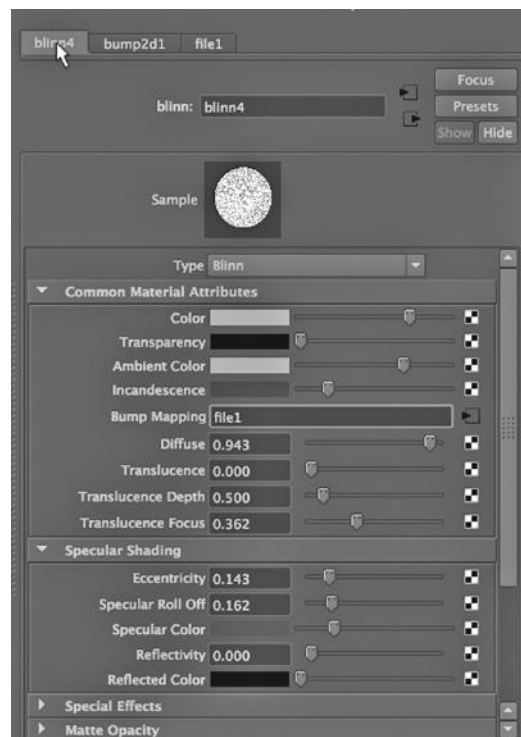 blinn4 bump2d1 file1
Focus
blinn: blinn4 Presets
Show Hide
Sample
Type Blinn
Common Material Attributes
Color
Transparency
Ambient Color
Incandescence
Bump Mapping file1
Diffuse 0.943
Translucence 0.000
Translucence Depth 0.500
Translucence Focus 0.362
Specular Shading
Eccentricity 0.143
Specular Roll Off 0.162
Specular Color
Reflectivity 0.000
Reflected Color
Special Effects
Matte Opacity